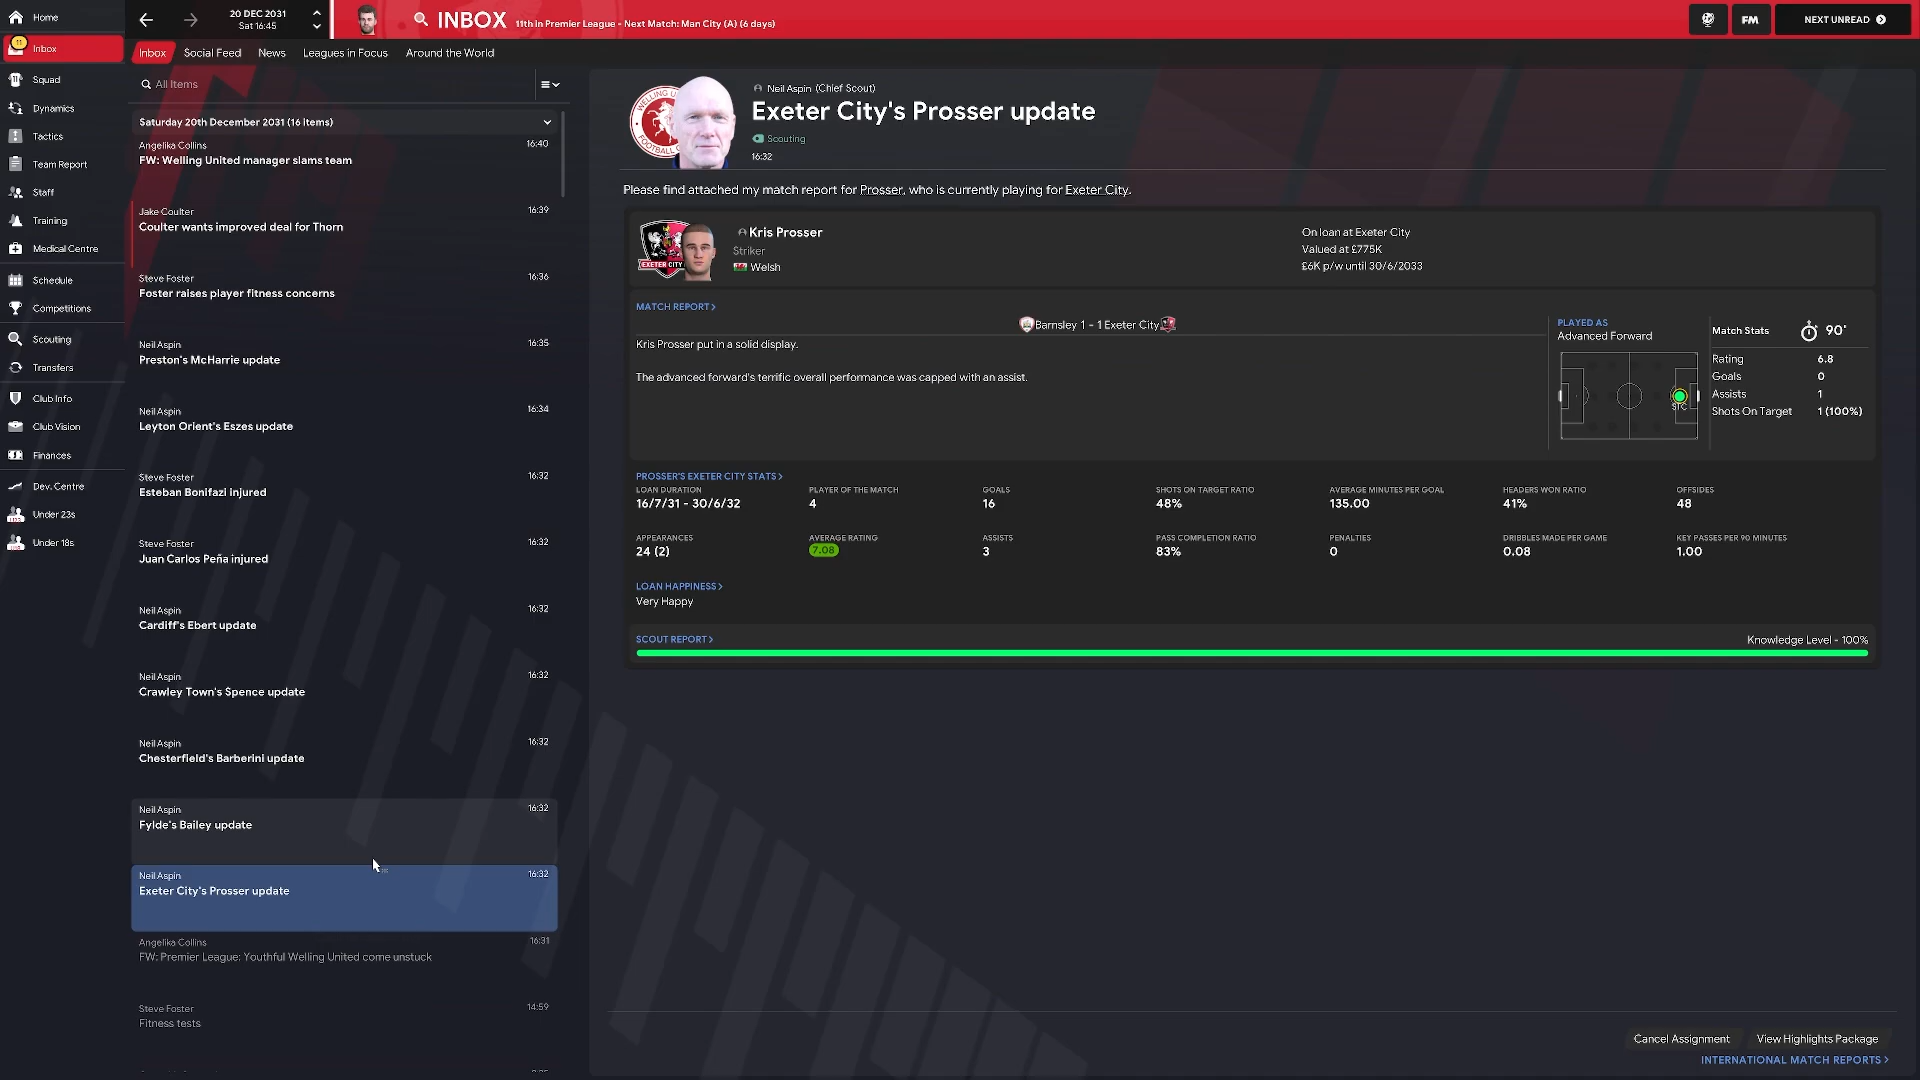 Home
Inbox
11
Squad
Dynamics
Tactics
Team Report
Staff
Training
Medical Centre
Schedule
Competitions
Scouting
Transfers
Club Info
Club Vision
Finances
Dev. Centre
Under 23s
Under 18s
20 DEC 2031
Sat 16:45
INBOX
11th in Premier League - Next Match: Man City (A) (6 days)
FM
NEXT UNREAD
Inbox
Social Feed
News
Leagues in Focus
Around the World
All Items
Saturday 20th December 2031 (16 items)
Angelika Collins 16:40
FW: Welling United manager slams team
Jake Coulter 16:39
Coulter wants improved deal for Thorn
Steve Foster 16:36
Foster raises player fitness concerns
Neil Aspin 16:35
Preston's McHarrie update
Neil Aspin 16:34
Leyton Orient's Eszes update
Steve Foster 16:32
Esteban Bonifazi injured
Steve Foster 16:32
Juan Carlos Peña injured
Neil Aspin 16:32
Cardiff's Ebert update
Neil Aspin 16:32
Crawley Town's Spence update
Neil Aspin 16:32
Chesterfield's Barberini update
Neil Aspin 16:32
Fylde's Bailey update
Neil Aspin 16:32
Exeter City's Prosser update
Angelika Collins 16:31
FW: Premier League: Youthful Welling United come unstuck
Steve Foster 14:59
Fitness tests
Neil Aspin (Chief Scout)
Exeter City's Prosser update
Scouting
16:32
Please find attached my match report for Prosser, who is currently playing for Exeter City.
EXETER CITY
Kris Prosser
Striker
Welsh
On loan at Exeter City
Valued at £775K
£6K p/w until 30/6/2033
MATCH REPORT >
Barnsley 1 - 1 Exeter City
Kris Prosser put in a solid display.
The advanced forward's terrific overall performance was capped with an assist.
PLAYED AS
Advanced Forward
STC
Match Stats 90'
Rating 6.8
Goals 0
Assists 1
Shots On Target 1 (100%)
PROSSER'S EXETER CITY STATS >
LOAN DURATION PLAYER OF THE MATCH GOALS SHOTS ON TARGET RATIO AVERAGE MINUTES PER GOAL HEADERS WON RATIO OFFSIDES
16/7/31 - 30/6/32 4 16 48% 135.00 41% 48
APPEARANCES AVERAGE RATING ASSISTS PASS COMPLETION RATIO PENALTIES DRIBBLES MADE PER GAME KEY PASSES PER 90 MINUTES
24 (2) 7.08 3 83% 0 0.08 1.00
LOAN HAPPINESS >
Very Happy
SCOUT REPORT >
Knowledge Level - 100%
Cancel Assignment
View Highlights Package
INTERNATIONAL MATCH REPORTS >